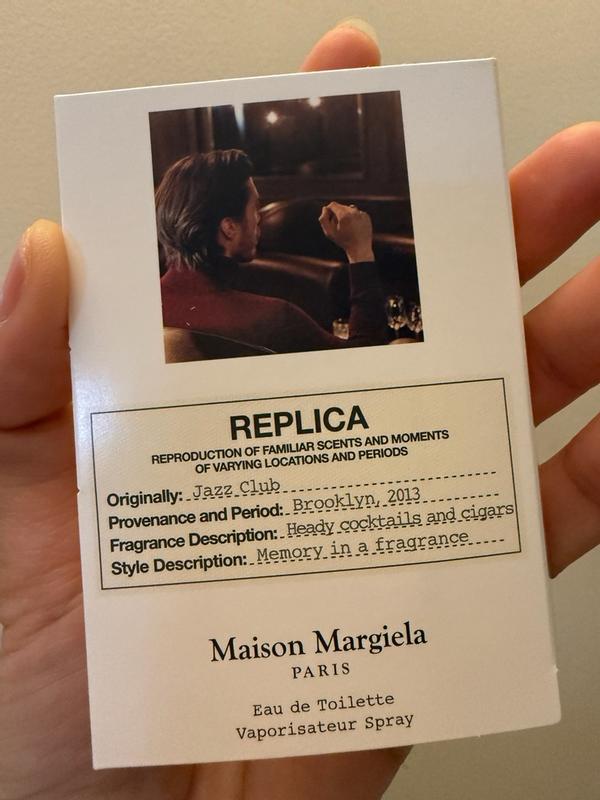 REPLICA
REPRODUCTION OF FAMILIAR SCENTS AND MOMENTS
OF VARYING LOCATIONS AND PERIODS
Originally: Jazz Club
Provenance and Period: Brooklyn, 2013
Fragrance Description: Heady cocktails and cigars
Style Description: Memory in a fragrance
Maison Margiela
PARIS
Eau de Toilette
Vaporisateur Spray